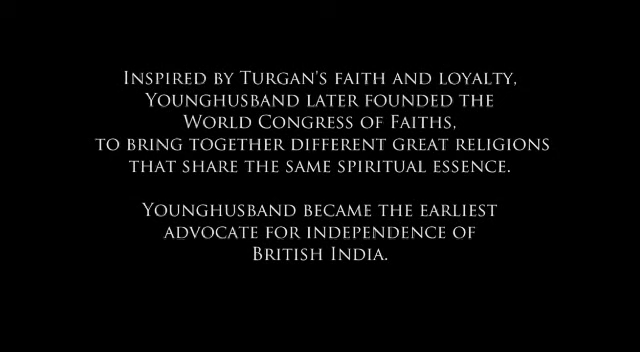 Inspired by Turgan's faith and loyalty,
Younghusband later founded the
World Congress of Faiths,
to bring together different great religions
that share the same spiritual essence.
Younghusband became the earliest
advocate for independence of
British India.